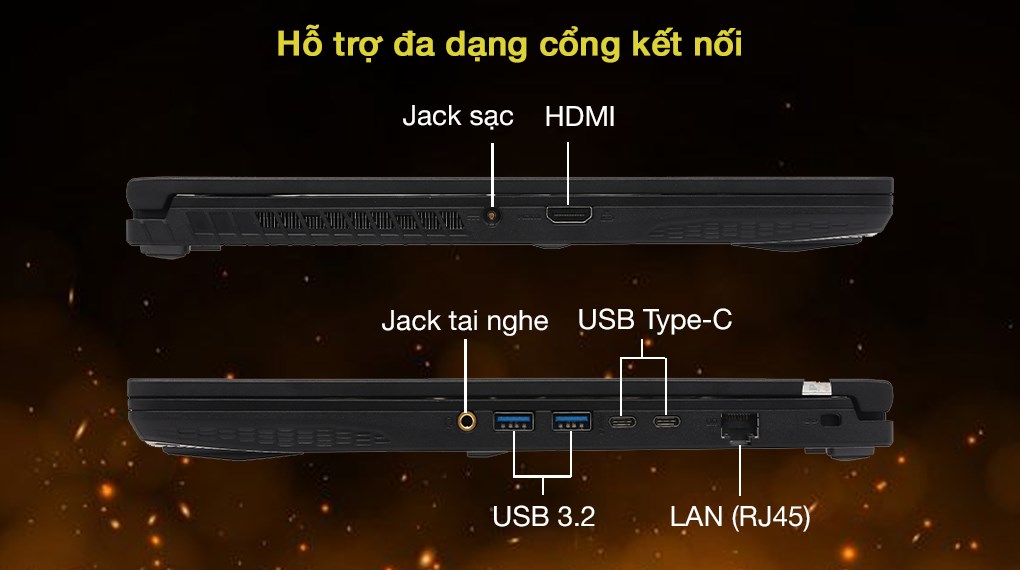 Hỗ trợ đa dạng cổng kết nối
Jack sạc HDMI
Jack tai nghe USB Type-C
USB 3.2 LAN (RJ45)